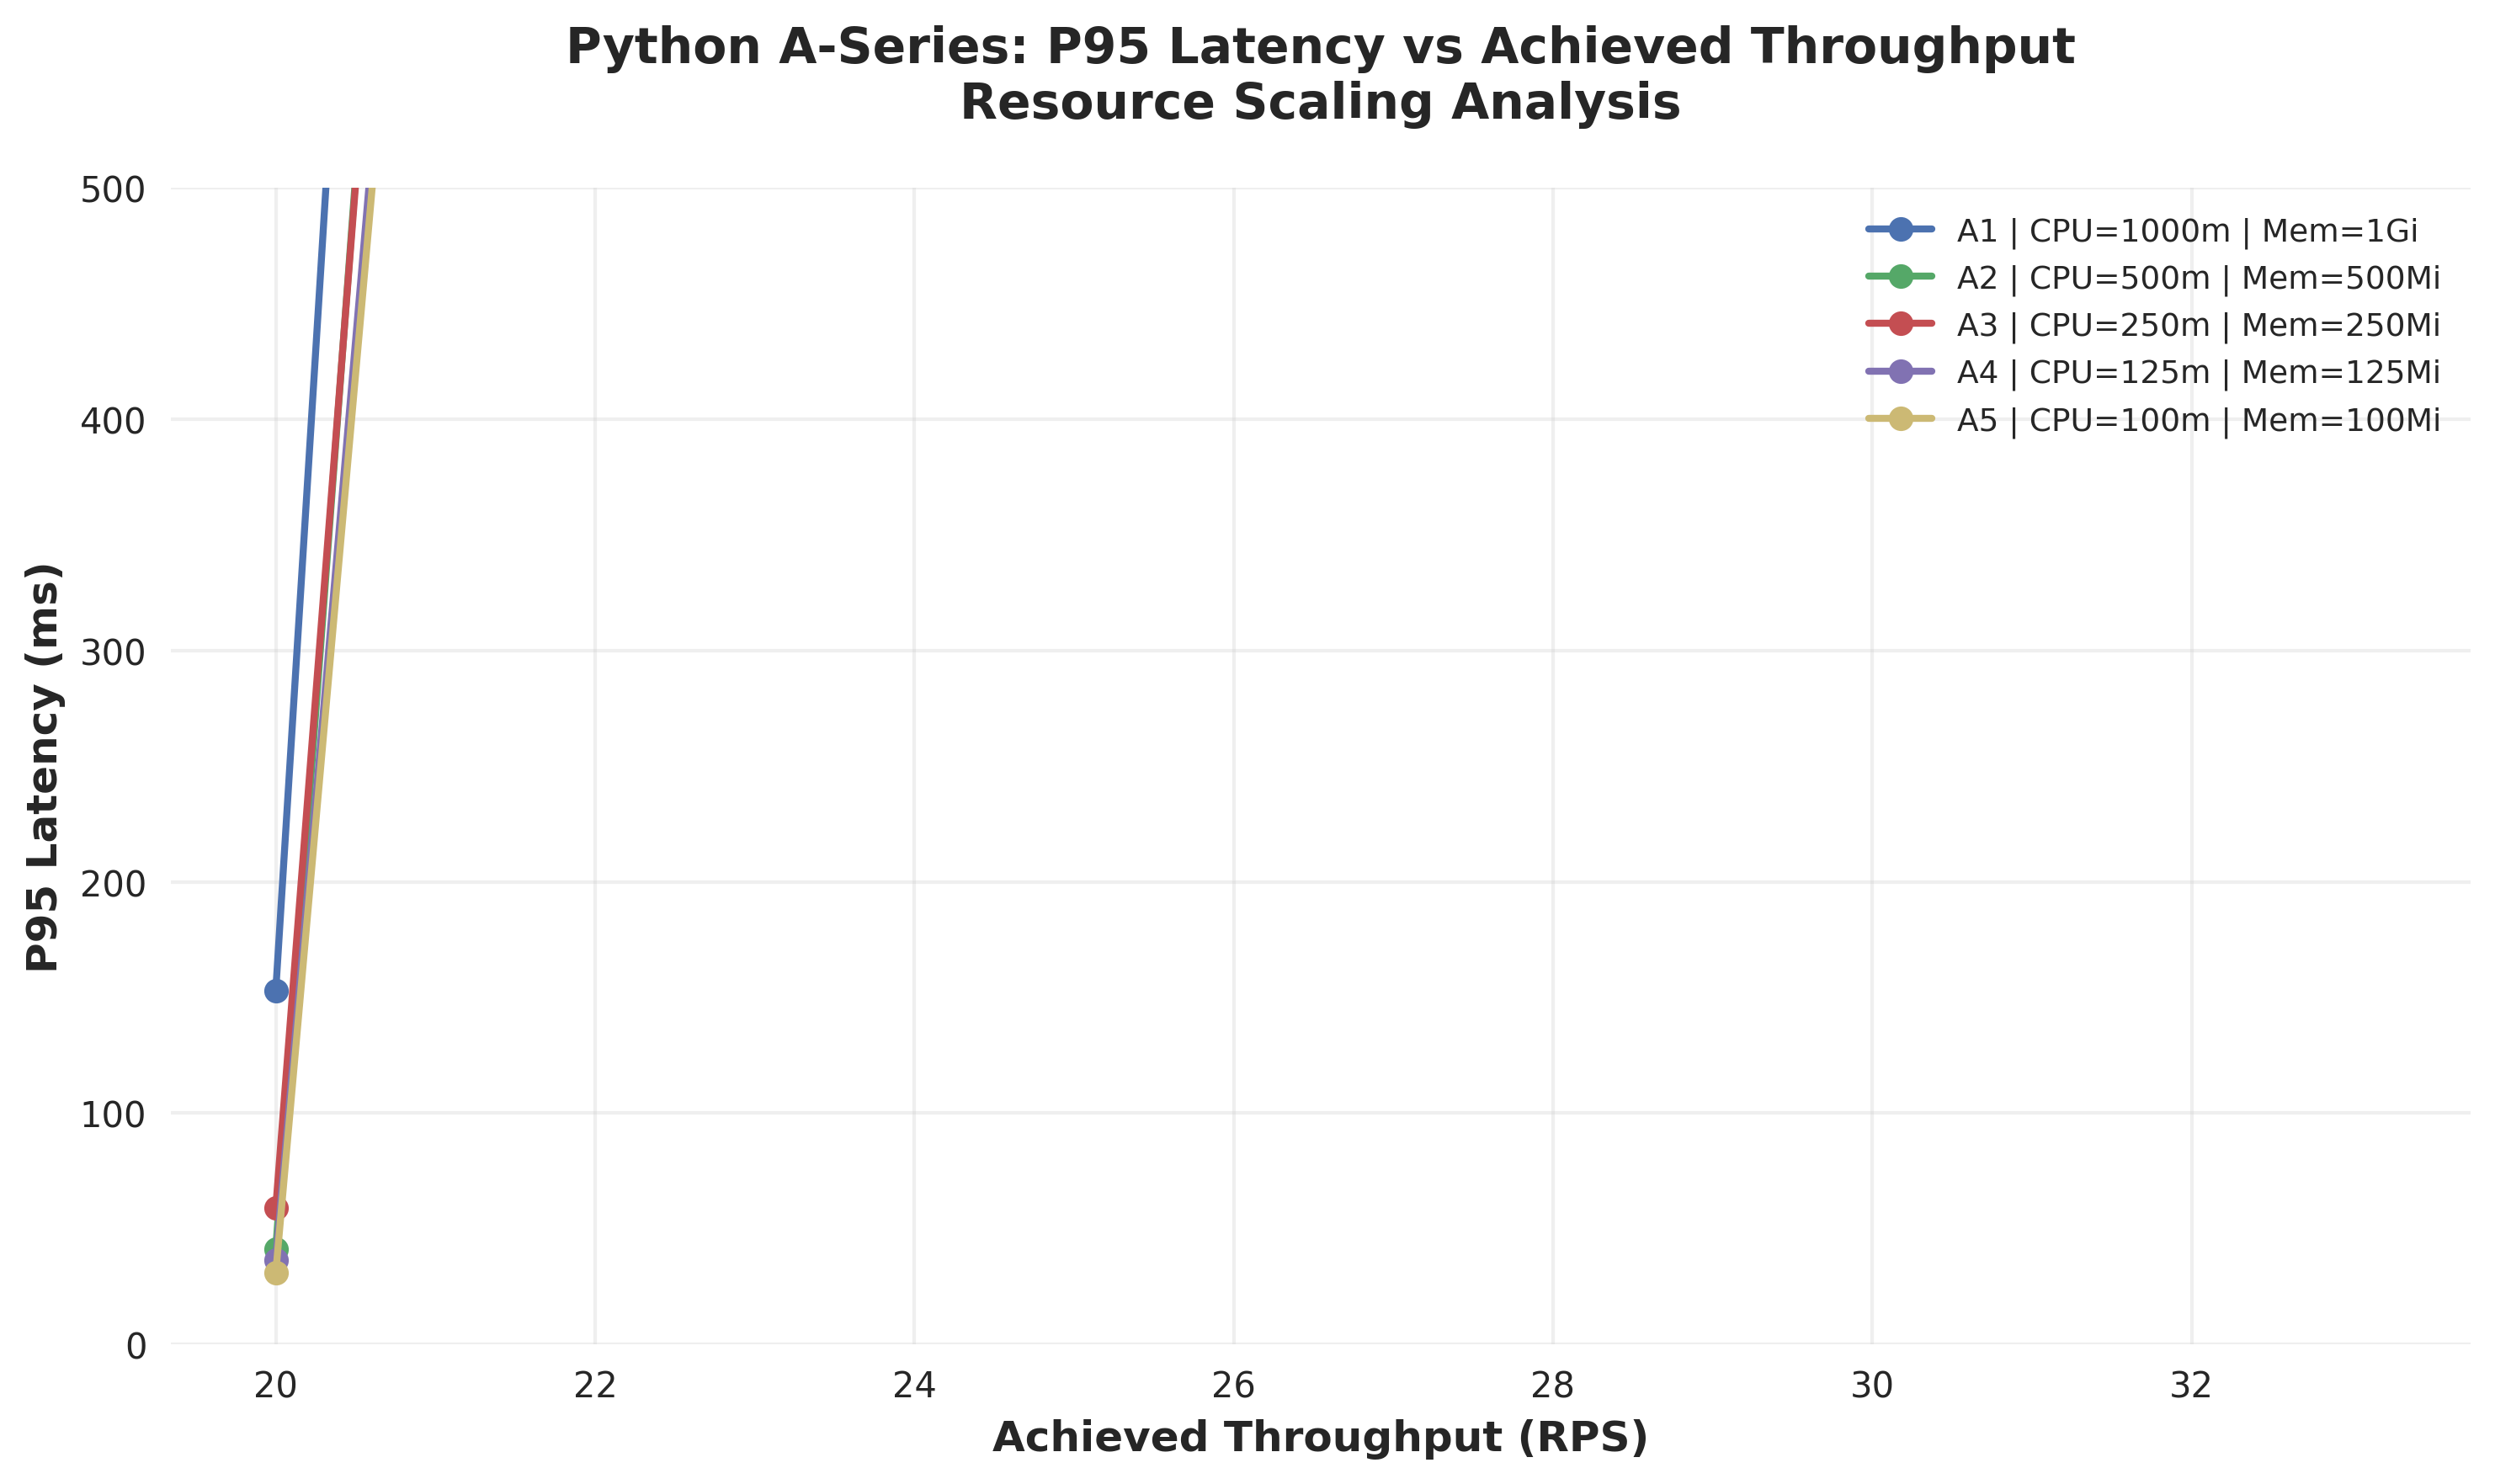 Python A-Series: P95 Latency vs Achieved Throughput
Resource Scaling Analysis
P95 Latency (ms)
500
400
300
200
100
0
A1 | CPU=1000m | Mem=1Gi
A2 | CPU=500m | Mem=500Mi
A3 | CPU=250m | Mem=250Mi
A4 | CPU=125m | Mem=125Mi
A5 | CPU=100m | Mem=100Mi
20 22 24 26 28 30 32
Achieved Throughput (RPS)